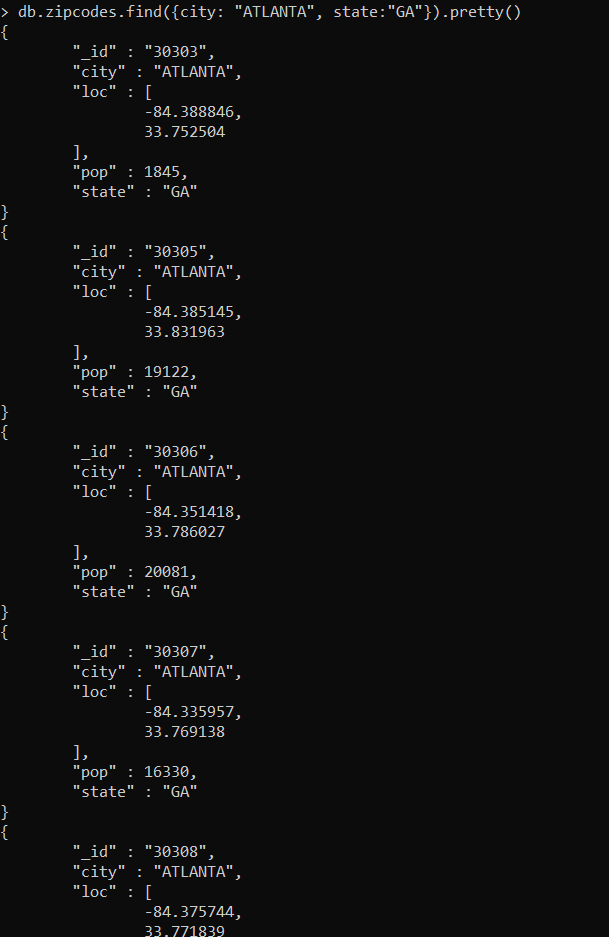 > db.zipcodes.find({city: "ATLANTA", state:"GA"}).pretty()
{
        "_id" : "30303",
        "city" : "ATLANTA",
        "loc" : [
                -84.388846,
                33.752504
        ],
        "pop" : 1845,
        "state" : "GA"
}
{
        "_id" : "30305",
        "city" : "ATLANTA",
        "loc" : [
                -84.385145,
                33.831963
        ],
        "pop" : 19122,
        "state" : "GA"
}
{
        "_id" : "30306",
        "city" : "ATLANTA",
        "loc" : [
                -84.351418,
                33.786027
        ],
        "pop" : 20081,
        "state" : "GA"
}
{
        "_id" : "30307",
        "city" : "ATLANTA",
        "loc" : [
                -84.335957,
                33.769138
        ],
        "pop" : 16330,
        "state" : "GA"
}
{
        "_id" : "30308",
        "city" : "ATLANTA",
        "loc" : [
                -84.375744,
                33.771839